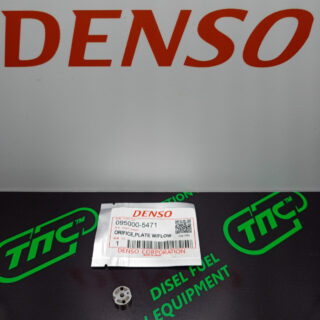 DENSO
DENSO
095000-5471
ORIFICE,PLATE W/FLOW
1
DENSO CORPORATION
TNC
TNC
DISEL FUEL
EQUIPMENT